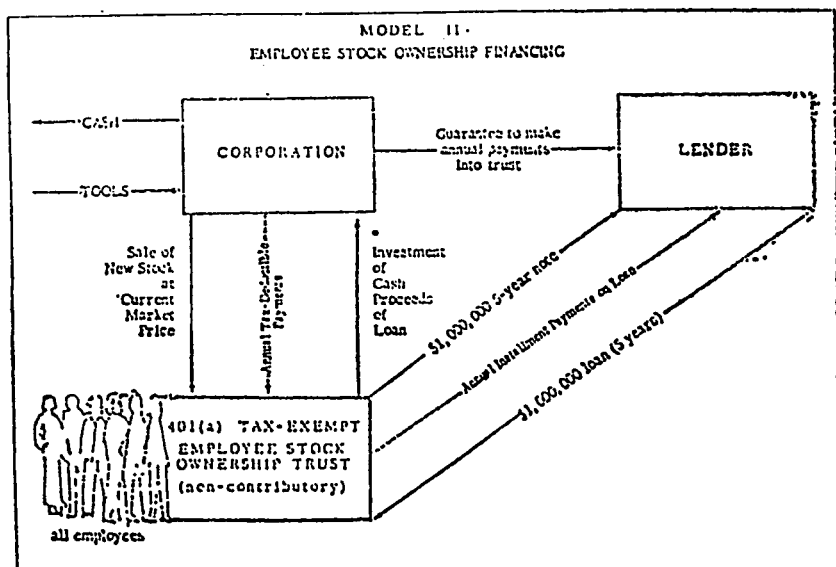 MODEL II
EMPLOYEE STOCK OWNERSHIP FINANCING
CASH
TOOLS
CORPORATION
Guarantee to make
annual payments
into trust
LENDER
Sale of
New Stock
at
Current
Market
Price
Annual Tax-Deductible
Payments
Investment
of
Cash
Proceeds
of
Loan
$1,000,000 5-year note
Annual Installment Payments on Loan
$1,000,000 loan (5 years)
401(a) TAX-EXEMPT
EMPLOYEE STOCK
OWNERSHIP TRUST
(non-contributory)
all employees